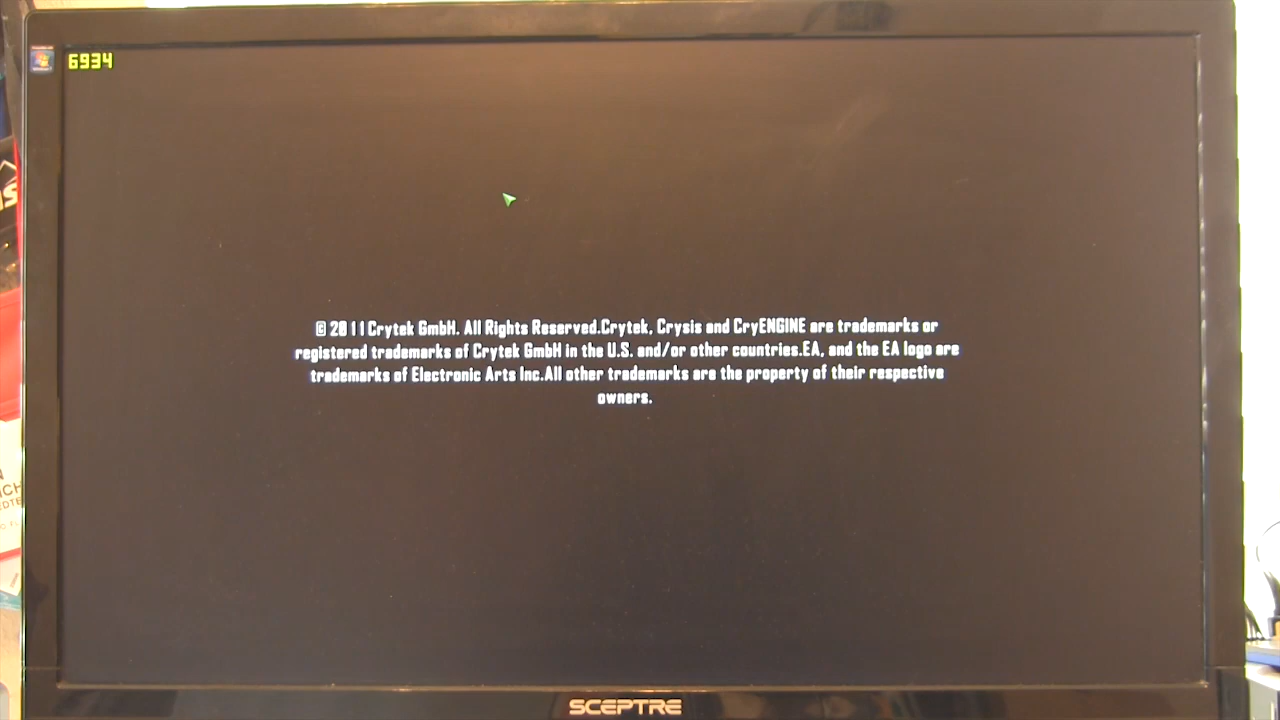 6934
© 2011 Crytek GmbH. All Rights Reserved.Crytek, Crysis and CryENGINE are trademarks or
registered trademarks of Crytek GmbH in the U.S. and/or other countries.EA, and the EA logo are
trademarks of Electronic Arts Inc.All other trademarks are the property of their respective
owners.
SCEPTRE